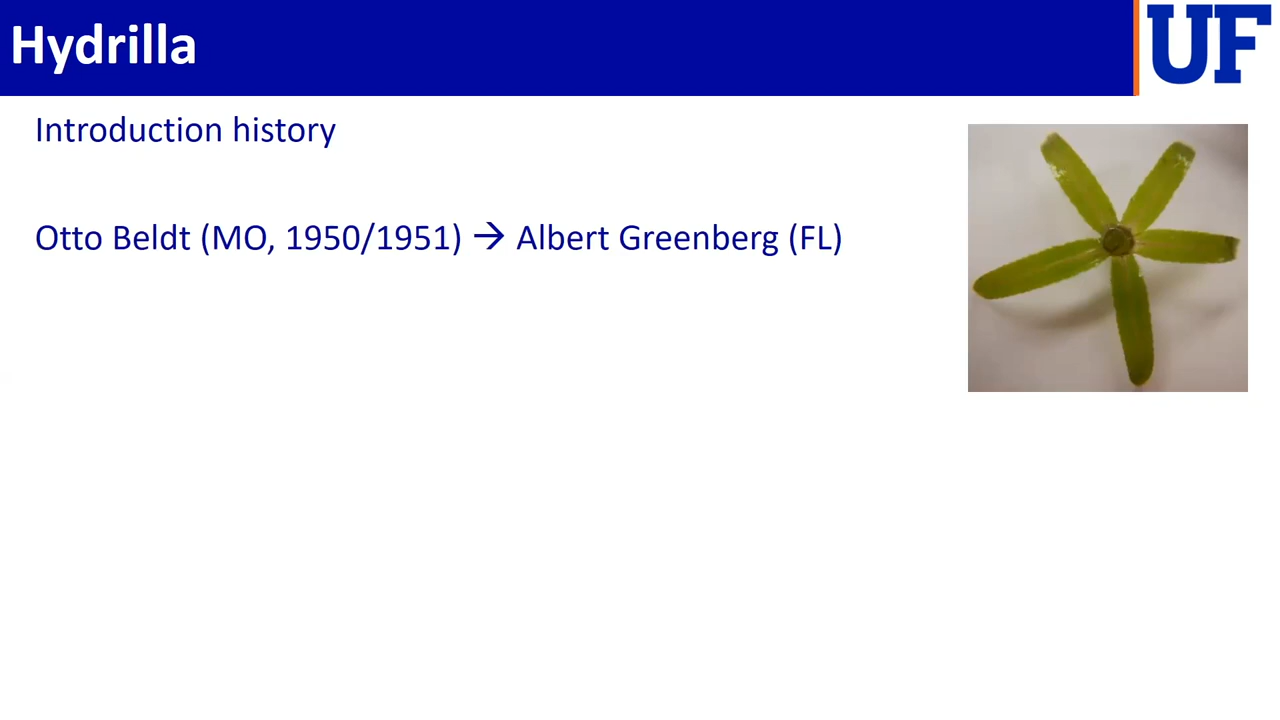 Hydrilla
UF
Introduction history
Otto Beldt (MO, 1950/1951) → Albert Greenberg (FL)